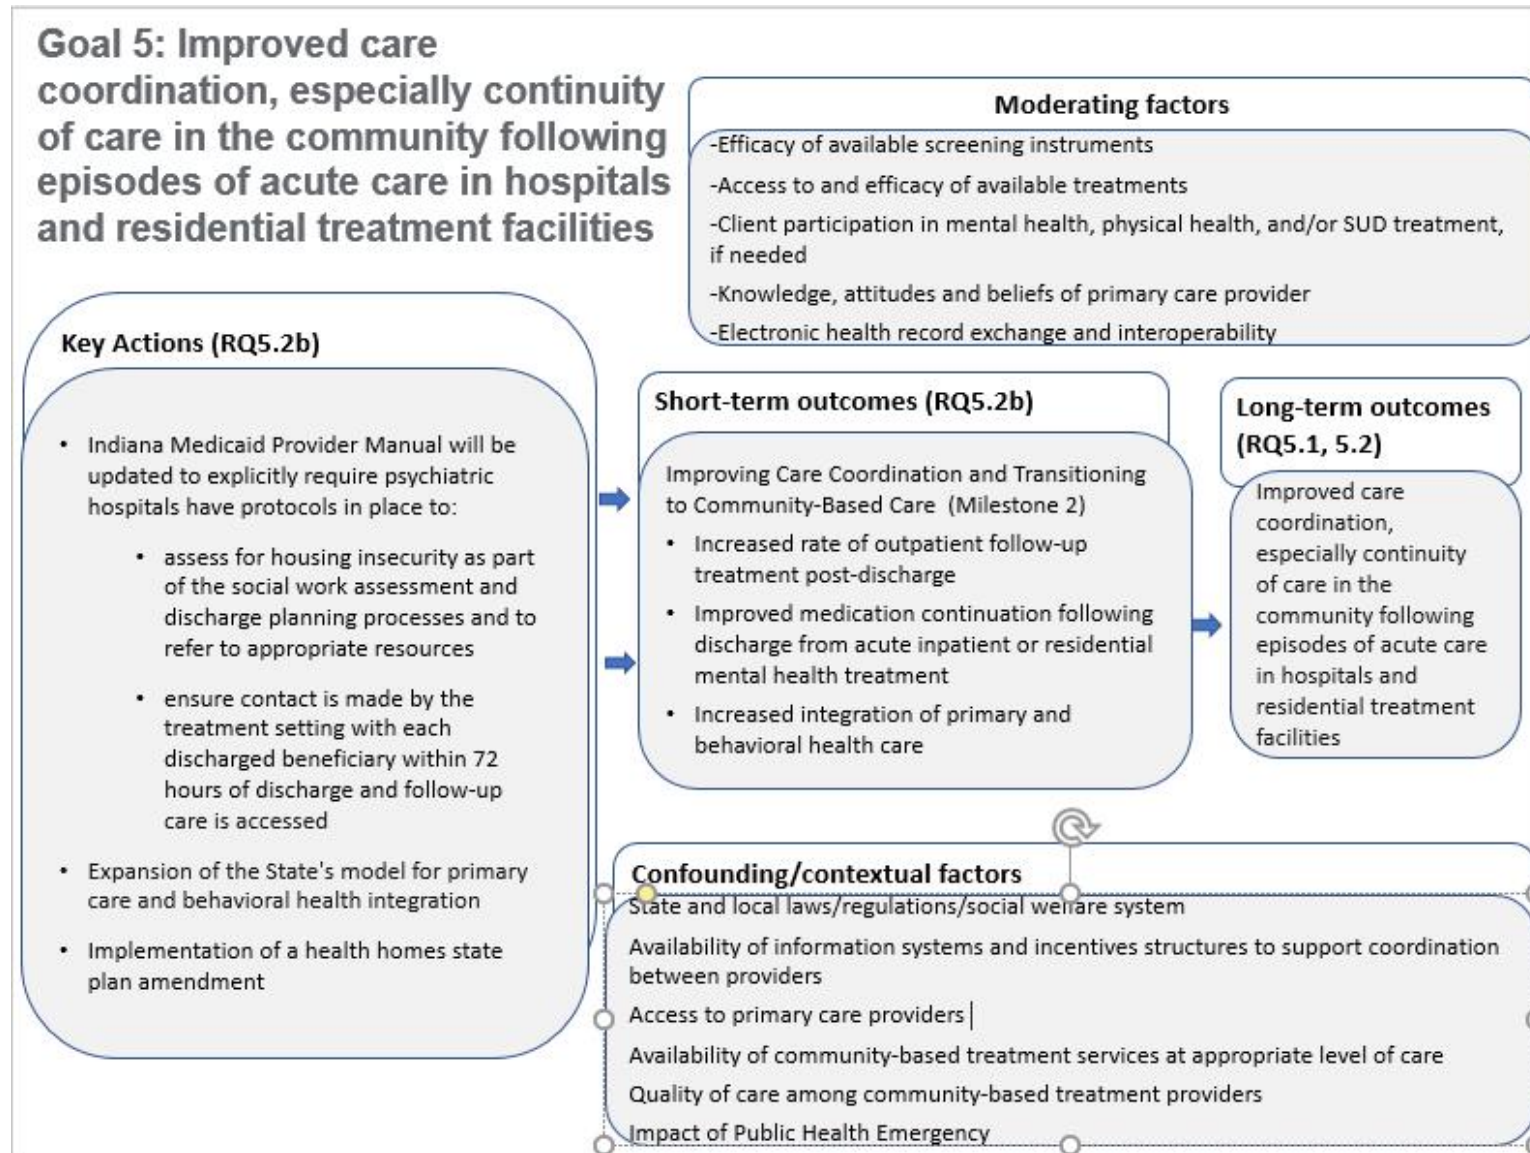 Goal 5: Improved care
coordination, especially continuity
of care in the community following
episodes of acute care in hospitals
and residential treatment facilities
Moderating factors
-Efficacy of available screening instruments
-Access to and efficacy of available treatments
-Client participation in mental health, physical health, and/or SUD treatment,
if needed
-Knowledge, attitudes and beliefs of primary care provider
-Electronic health record exchange and interoperability
Key Actions (RQ5.2b)
• Indiana Medicaid Provider Manual will be
updated to explicitly require psychiatric
hospitals have protocols in place to:
• assess for housing insecurity as part
of the social work assessment and
discharge planning processes and to
refer to appropriate resources
• ensure contact is made by the
treatment setting with each
discharged beneficiary within 72
hours of discharge and follow-up
care is accessed
• Expansion of the State's model for primary
care and behavioral health integration
• Implementation of a health homes state
plan amendment
Short-term outcomes (RQ5.2b)
Improving Care Coordination and Transitioning
to Community-Based Care  (Milestone 2)
• Increased rate of outpatient follow-up
treatment post-discharge
• Improved medication continuation following
discharge from acute inpatient or residential
mental health treatment
• Increased integration of primary and
behavioral health care
Long-term outcomes
(RQ5.1, 5.2)
Improved care
coordination,
especially continuity
of care in the
community following
episodes of acute care
in hospitals and
residential treatment
facilities
Confounding/contextual factors
State and local laws/regulations/social welfare system
Availability of information systems and incentives structures to support coordination
between providers
Access to primary care providers
Availability of community-based treatment services at appropriate level of care
Quality of care among community-based treatment providers
Impact of Public Health Emergency